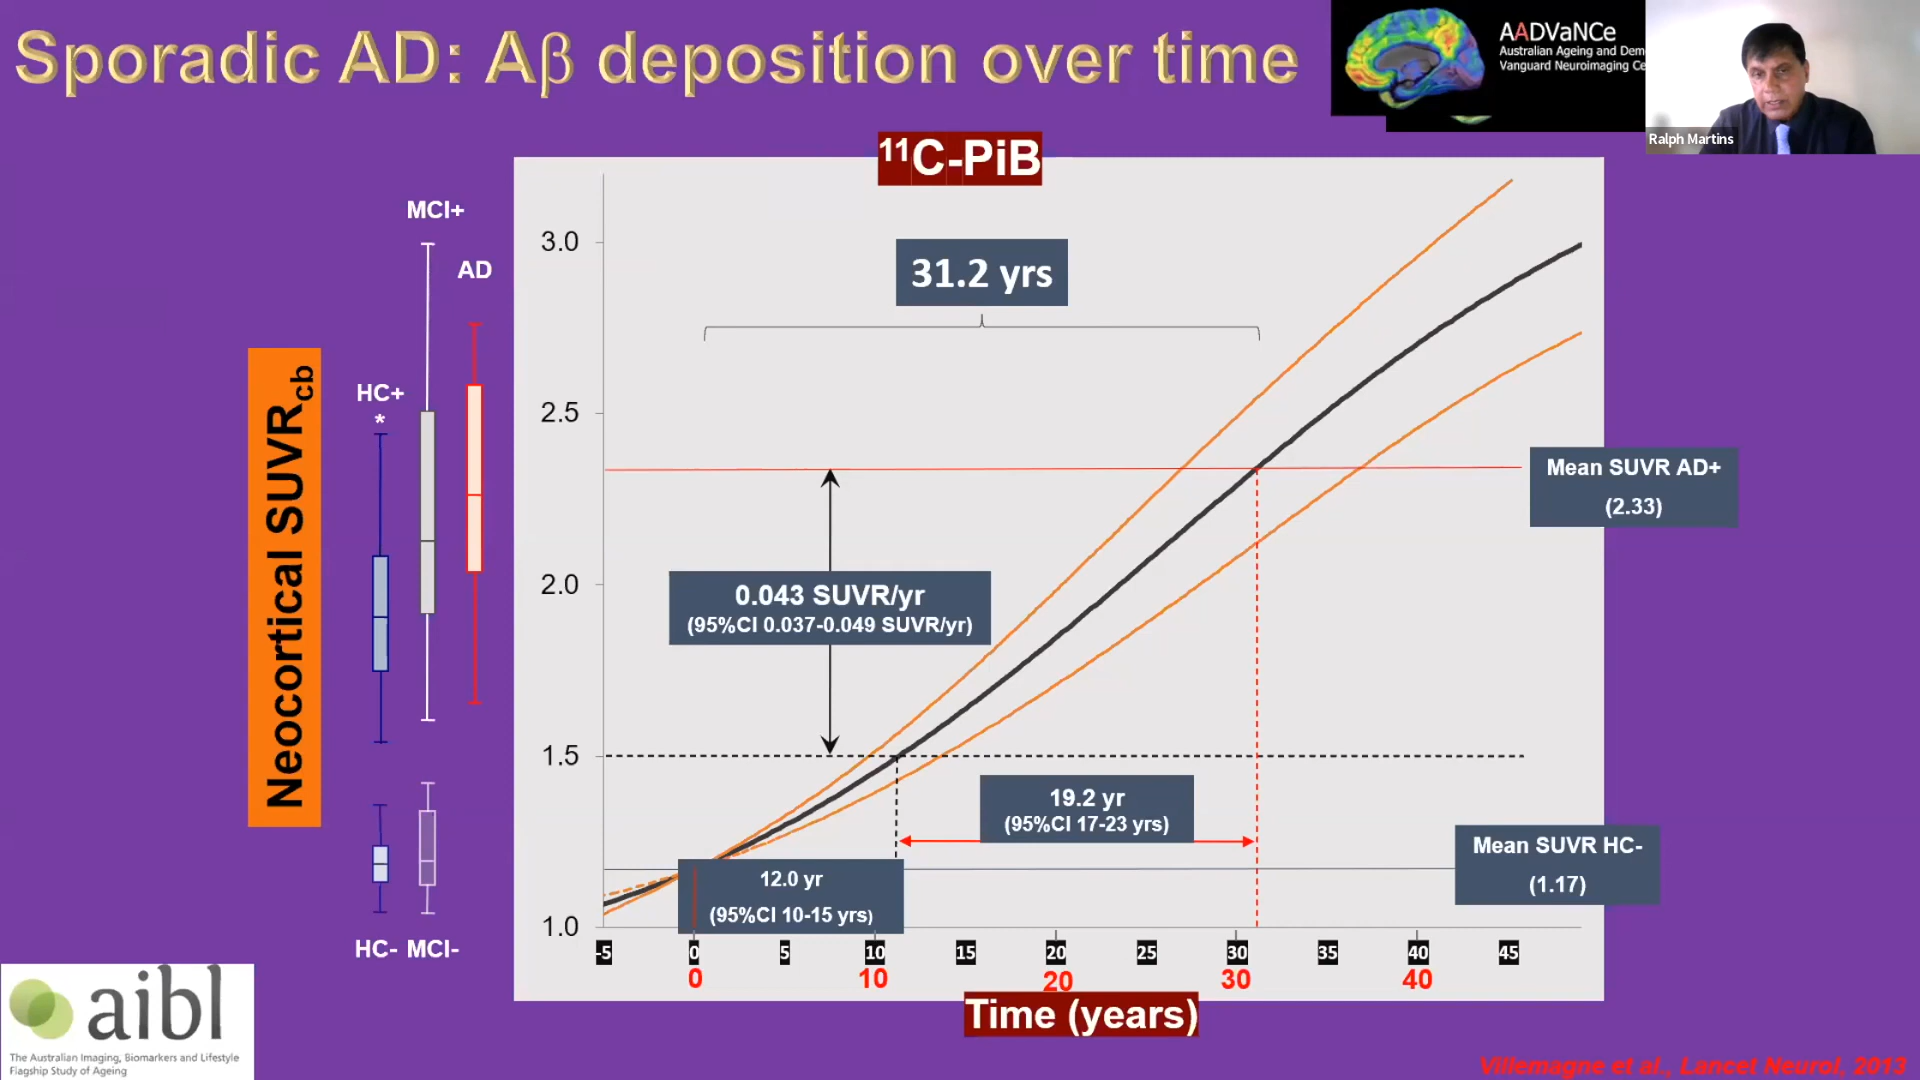 Sporadic AD: Aβ deposition over time
AADVaNCe
Australian Ageing and Dem
Vanguard Neuroimaging Ce
Ralph Martins
11C-PiB
MCI+
AD
HC+
*
HC- MCI-
Neocortical SUVRcb
3.0
2.5
2.0
1.5
1.0
31.2 yrs
Mean SUVR AD+
(2.33)
0.043 SUVR/yr
(95%CI 0.037-0.049 SUVR/yr)
19.2 yr
(95%CI 17-23 yrs)
Mean SUVR HC-
(1.17)
12.0 yr
(95%CI 10-15 yrs)
-5 0 5 10 15 20 25 30 35 40 45
0 10 20 30 40
Time (years)
aibl
The Australian Imaging, Biomarkers and Lifestyle
Flagship Study of Ageing
Villemagne et al., Lancet Neurol, 2013